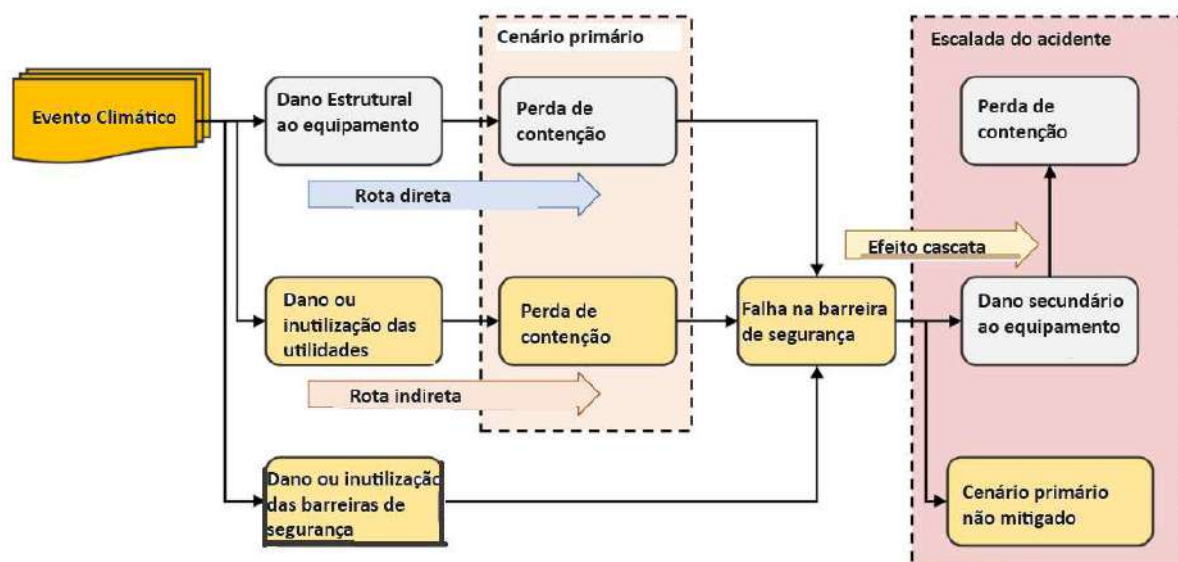 Cenário primário
Escalada do acidente
Evento Climático
Dano Estrutural
ao equipamento
Perda de
contenção
Perda de
contenção
Rota direta
Efeito cascata
Dano ou
inutilização das
utilidades
Perda de
contenção
Falha na barreira
de segurança
Dano secundário
ao equipamento
Rota indireta
Dano ou inutilização
das barreiras de
segurança
Cenário primário
não mitigado